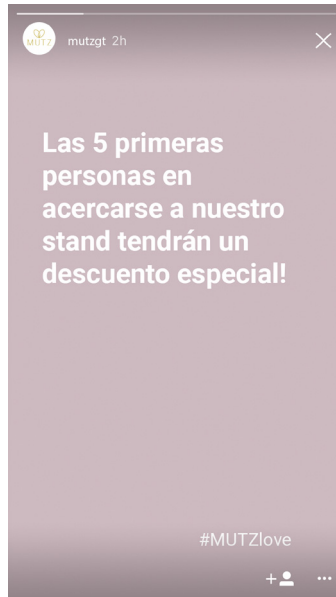 MUTZ
mutzgt 2h
Las 5 primeras
personas en
acercarse a nuestro
stand tendrán un
descuento especial!
#MUTZlove